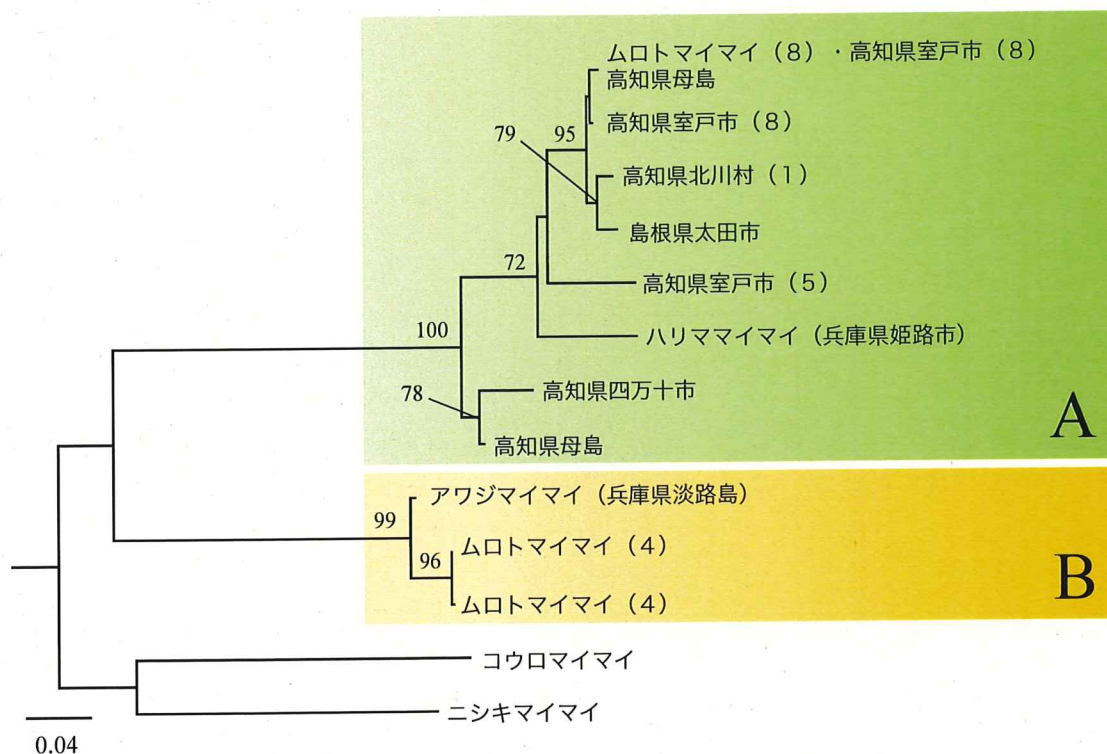 ムロトマイマイ（8）・高知県室戸市（8）
高知県母島
高知県室戸市（8）
高知県北川村（1）
島根県太田市
高知県室戸市（5）
ハリママイマイ（兵庫県姫路市）
高知県四万十市
高知県母島
アワジマイマイ（兵庫県淡路島）
ムロトマイマイ（4）
ムロトマイマイ（4）
コウロマイマイ
ニシキマイマイ
79
95
72
100
78
99
96
A
B
0.04